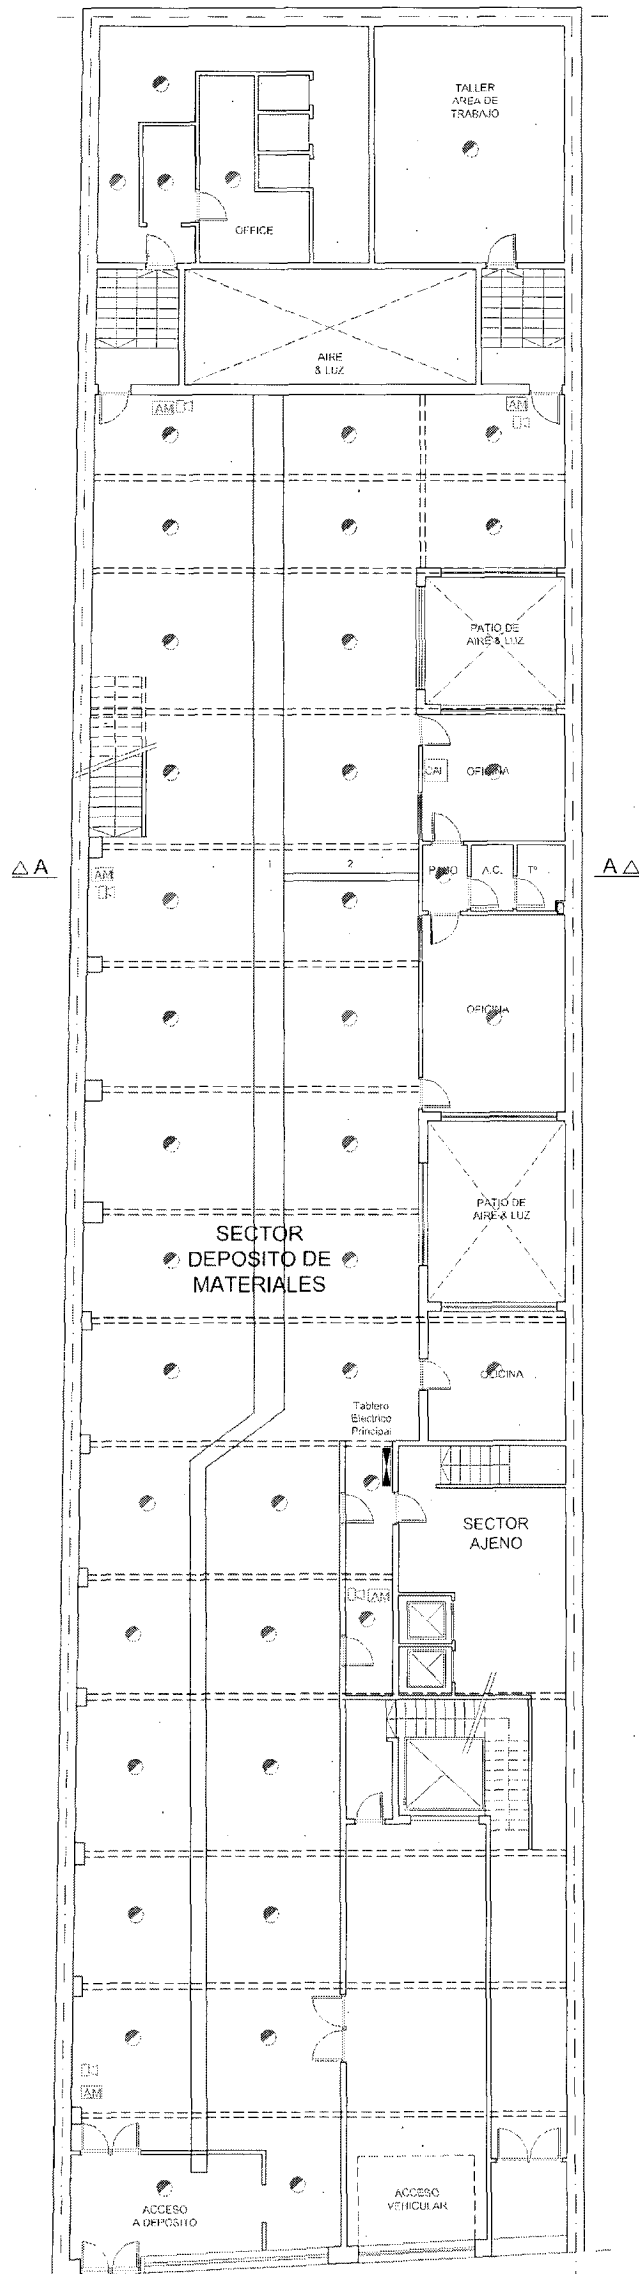 TALLER
AREA DE
TRABAJO
OFFICE
AIRE
& LUZ
AM
AM
PATIO DE
AIRE & LUZ
OFICINA
△ A
1
2
A △
AM
A.C.
Tº
OFICINA
PATIO DE
AIRE & LUZ
SECTOR
DEPOSITO DE
MATERIALES
OFICINA
Tablero
Eléctrico
Principal
SECTOR
AJENO
AM
AM
ACCESO
A DEPOSITO
ACCESO
VEHICULAR